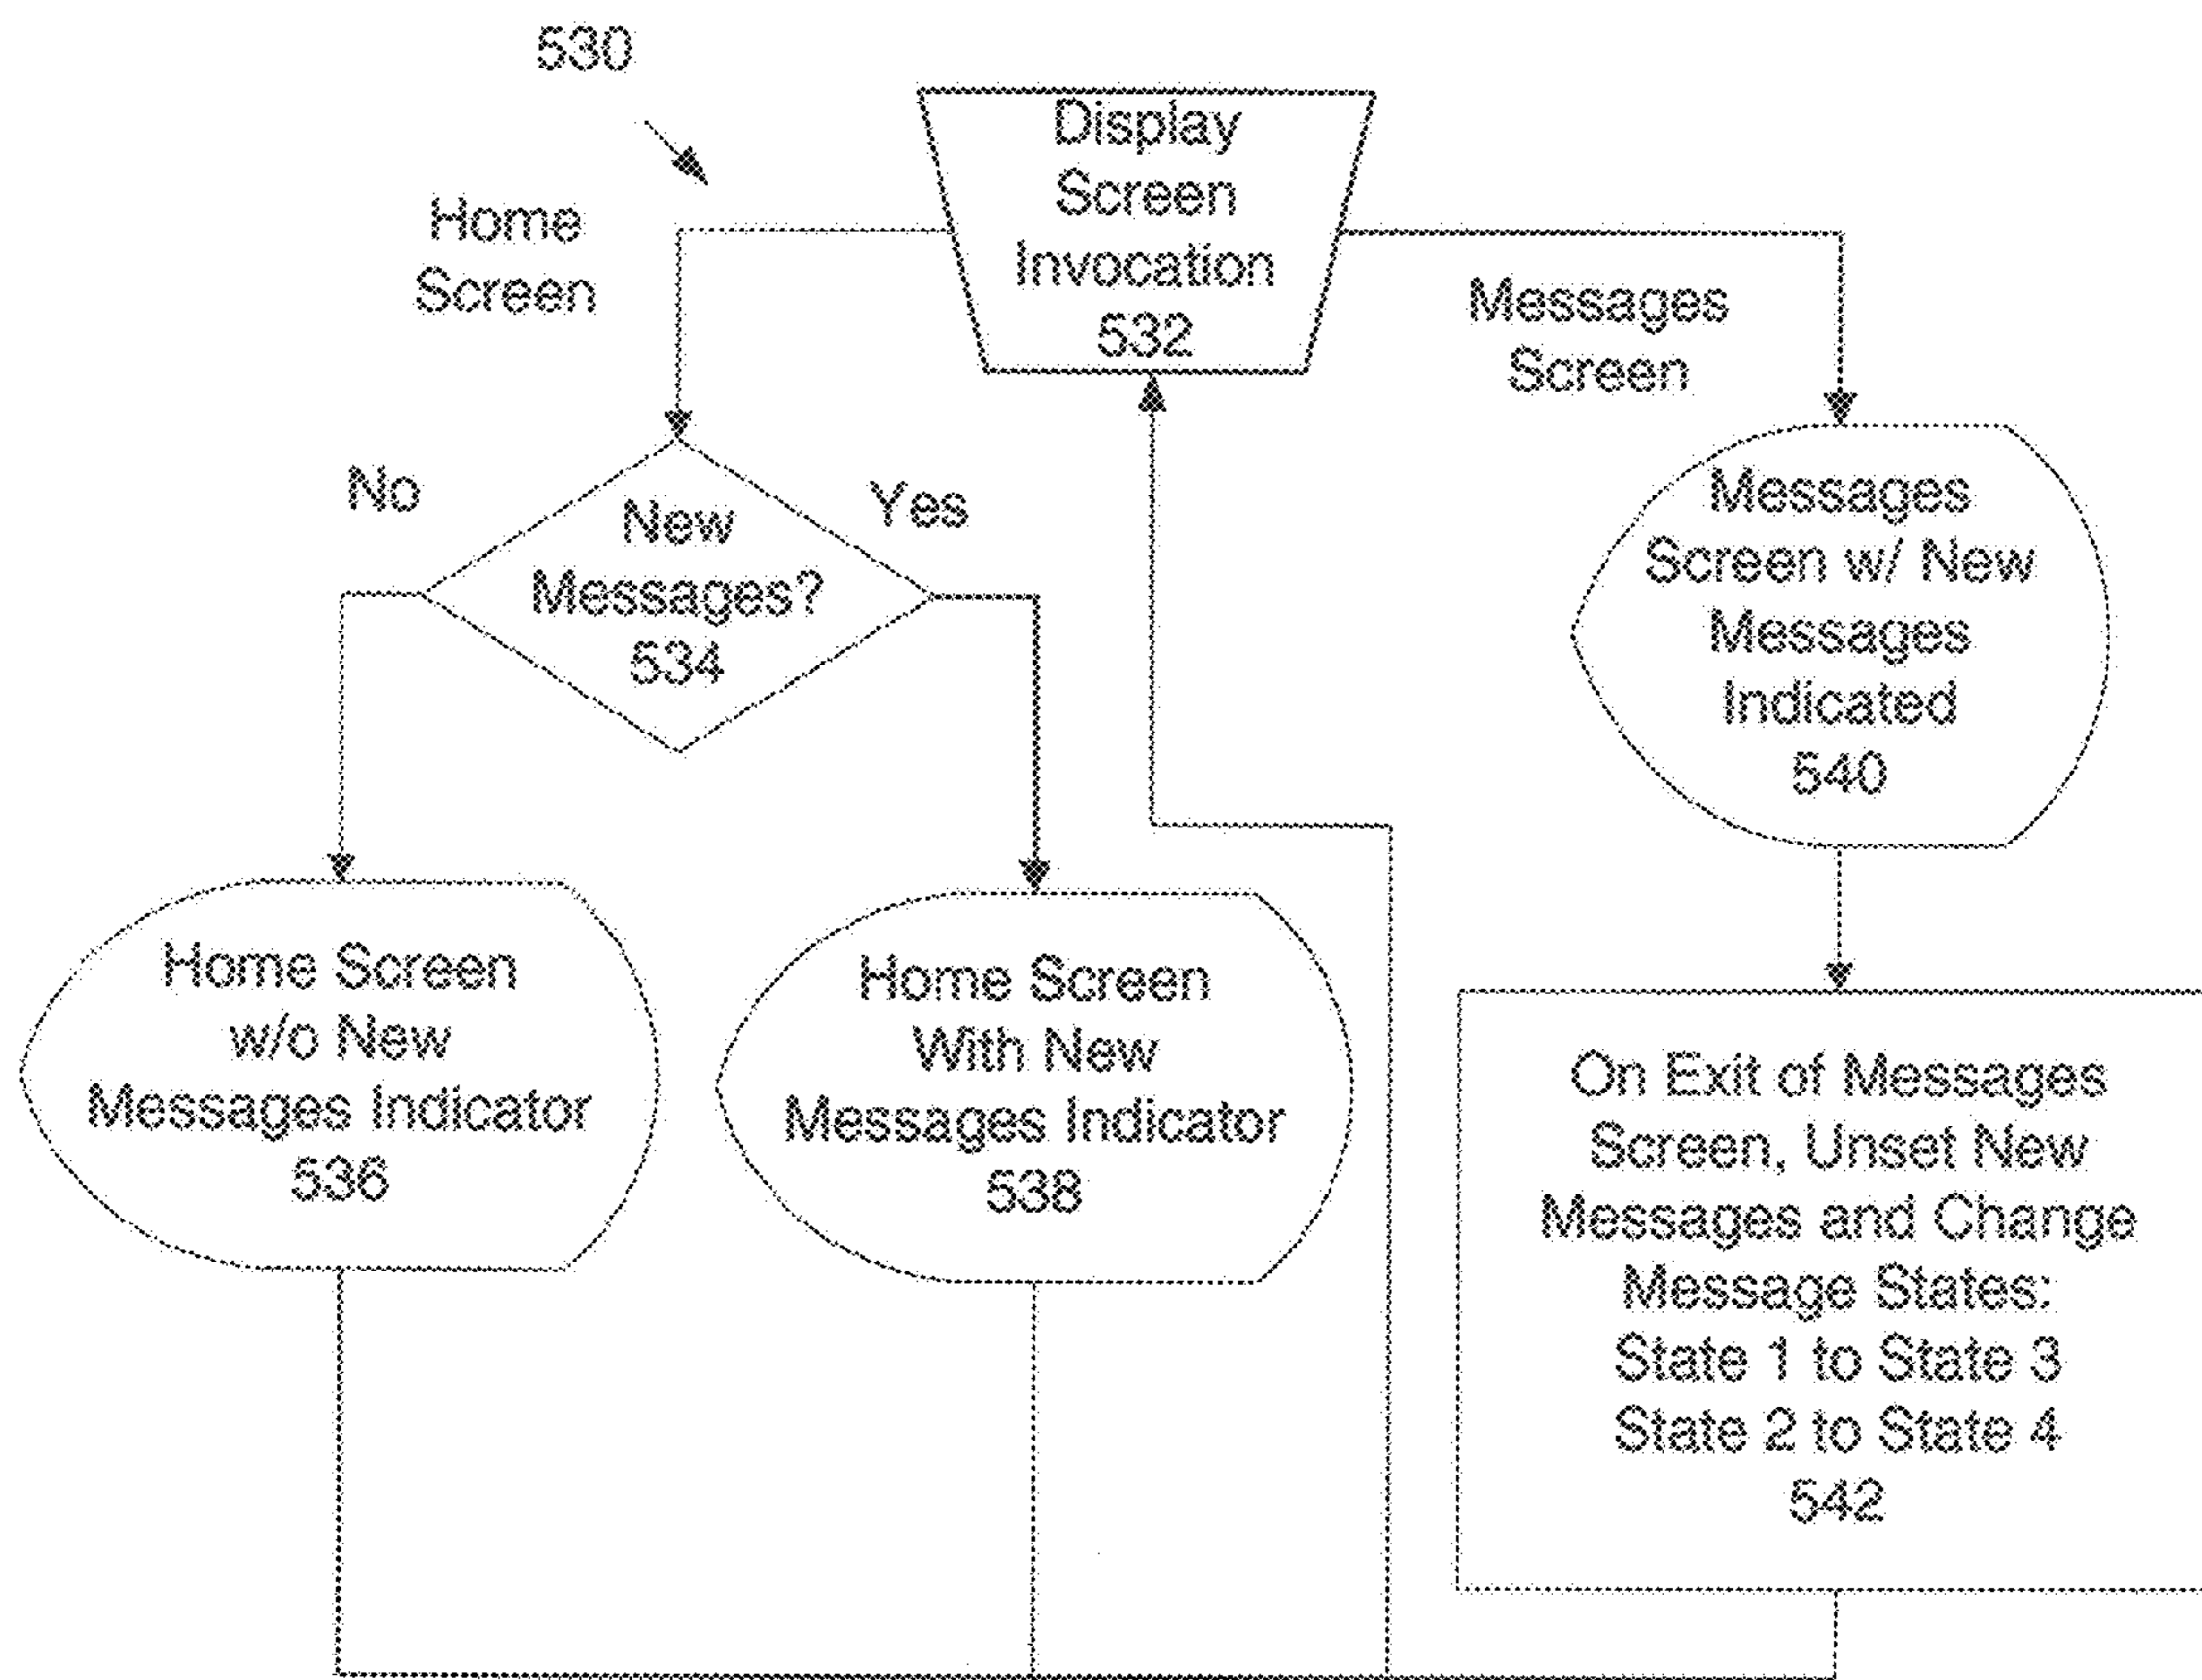 530
Display
Screen
Invocation
532
Home
Screen
Messages
Screen
No
Yes
New
Messages?
534
Messages
Screen w/ New
Messages
Indicated
540
Home Screen
w/o New
Messages Indicator
536
Home Screen
With New
Messages Indicator
538
On Exit of Messages
Screen, Unset New
Messages and Change
Message States:
State 1 to State 3
State 2 to State 4
542